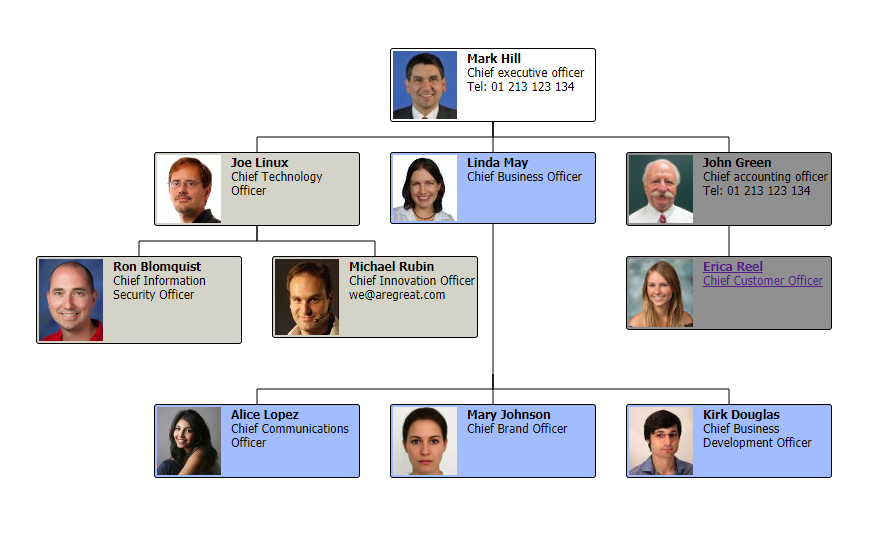 Mark Hill
Chief executive officer
Tel: 01 213 123 134
Joe Linux
Chief Technology
Officer
Linda May
Chief Business Officer
John Green
Chief accounting officer
Tel: 01 213 123 134
Ron Blomquist
Chief Information
Security Officer
Michael Rubin
Chief Innovation Officer
we@aregreat.com
Erica Reel
Chief Customer Officer
Alice Lopez
Chief Communications
Officer
Mary Johnson
Chief Brand Officer
Kirk Douglas
Chief Business
Development Officer